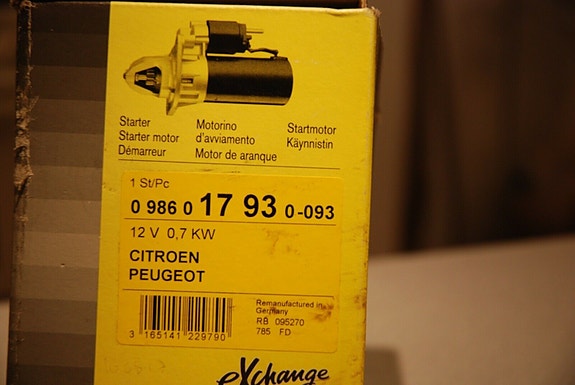 Starter
Starter motor
Démarreur
Motorino
d'avviamento
Motor de aranque
Startmotor
Käynnistin
1 St/Pc
0 986 0 17 93 0-093
12 V 0,7 KW
CITROEN
PEUGEOT
3 165141 229790
Remanufactured in
Germany
RB 095270
785 FD
eXchange